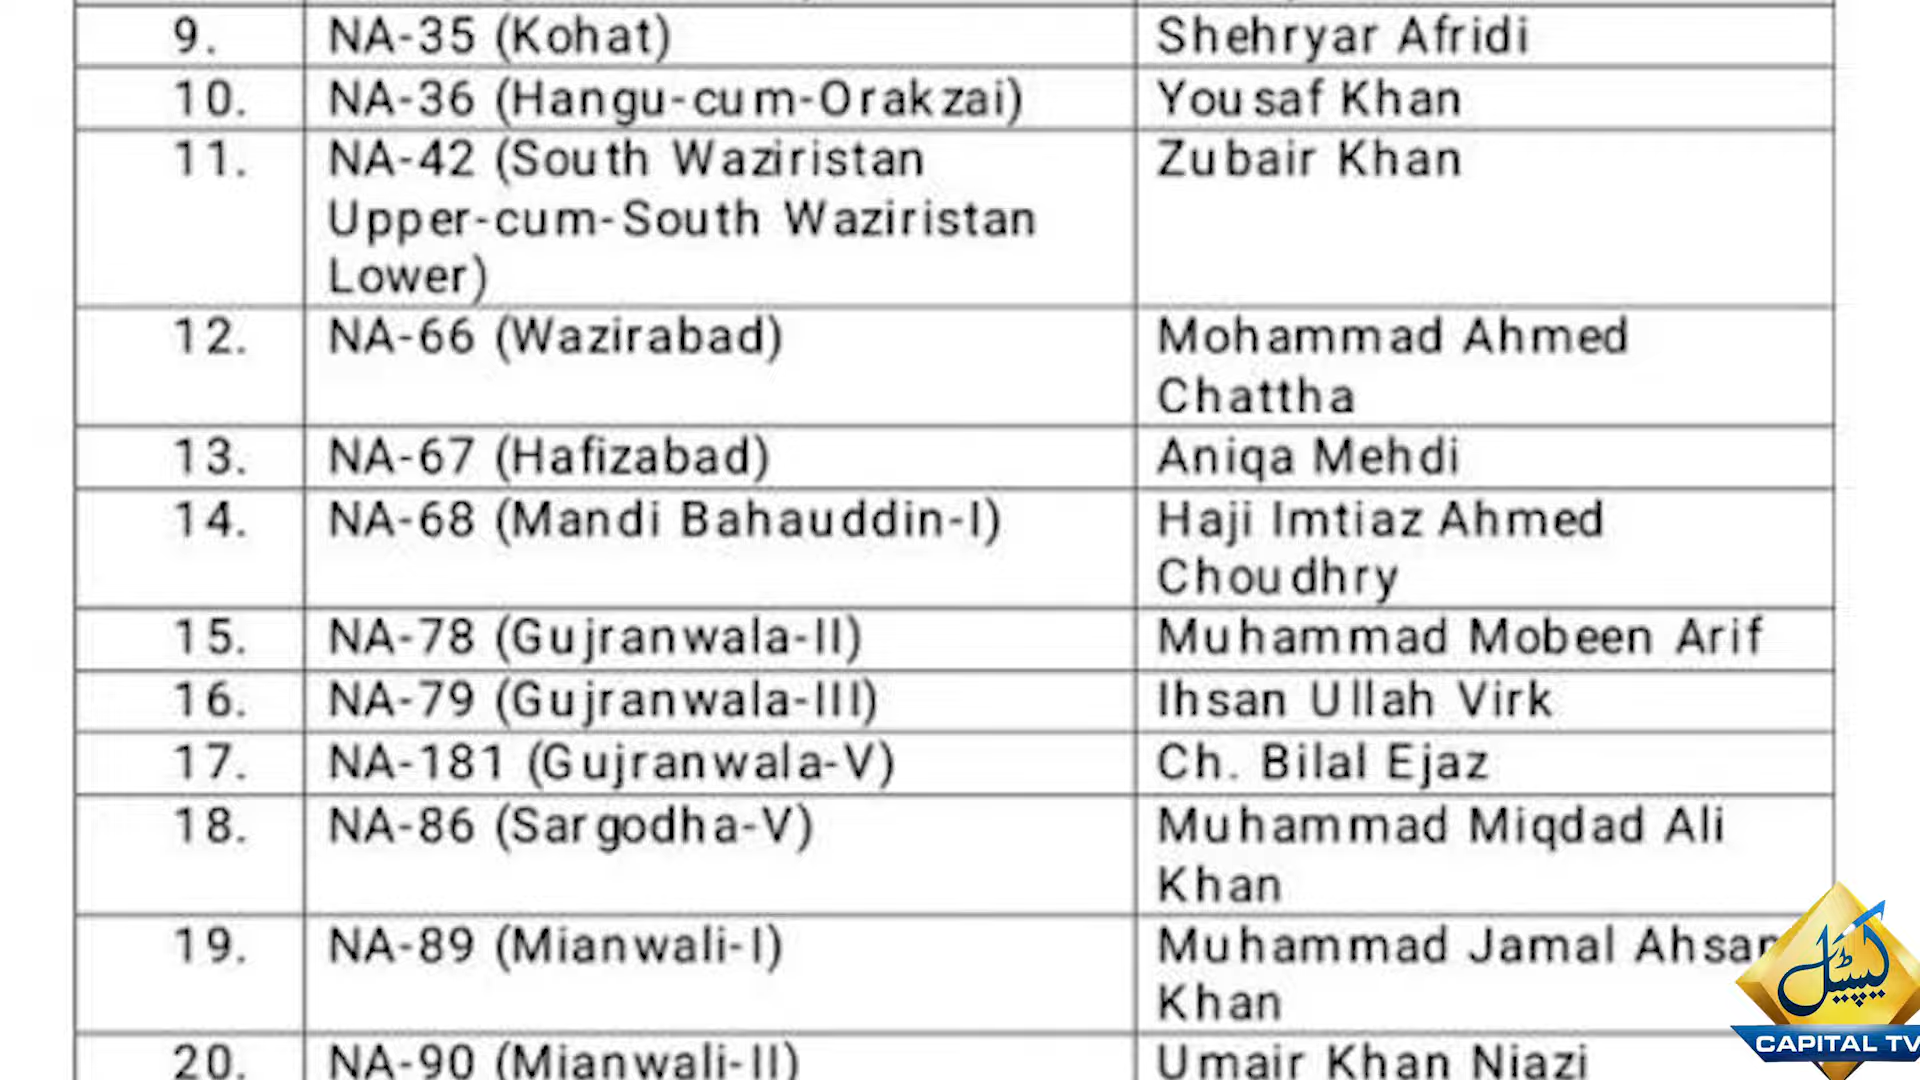 9. NA-35 (Kohat) Shehryar Afridi
10. NA-36 (Hangu-cum-Orakzai) Yousaf Khan
11. NA-42 (South Waziristan Zubair Khan
Upper-cum-South Waziristan
Lower)
12. NA-66 (Wazirabad) Mohammad Ahmed
Chattha
13. NA-67 (Hafizabad) Aniqa Mehdi
14. NA-68 (Mandi Bahauddin-I) Haji Imtiaz Ahmed
Choudhry
15. NA-78 (Gujranwala-II) Muhammad Mobeen Arif
16. NA-79 (Gujranwala-III) Ihsan Ullah Virk
17. NA-181 (Gujranwala-V) Ch. Bilal Ejaz
18. NA-86 (Sargodha-V) Muhammad Miqdad Ali
Khan
19. NA-89 (Mianwali-I) Muhammad Jamal Ahsan
Khan
20. NA-90 (Mianwali-II) Umair Khan Niazi
کیپیٹل
CAPITAL TV